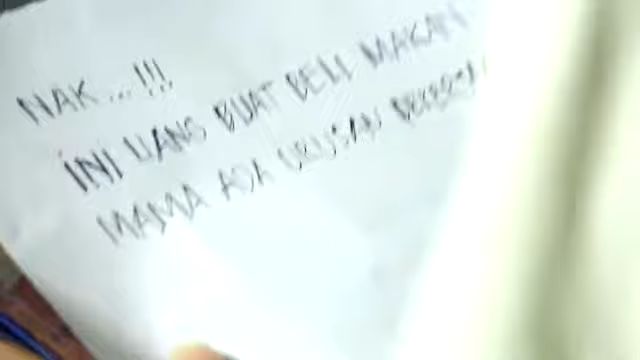 NAK...!!!
INI UANG BUAT BELI MAKAN
MAMA ADA URUSAN